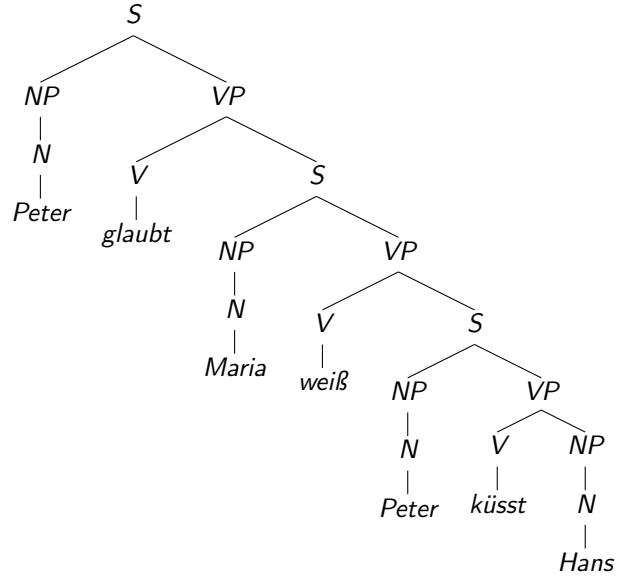 S
NP VP
N V S
Peter glaubt
NP VP
N V S
Maria weiß
NP VP
N V NP
Peter küsst N
Hans